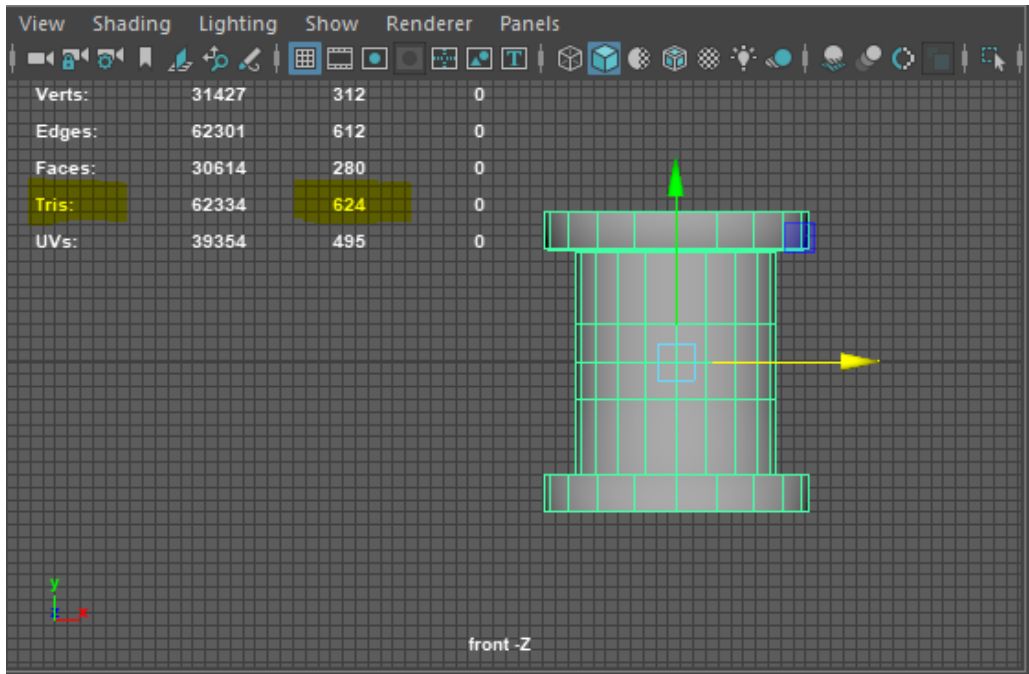 View Shading Lighting Show Renderer Panels
T
Verts: 31427 312 0
Edges: 62301 612 0
Faces: 30614 280 0
Tris: 62334 624 0
UVs: 39354 495 0
y
z x
front -Z